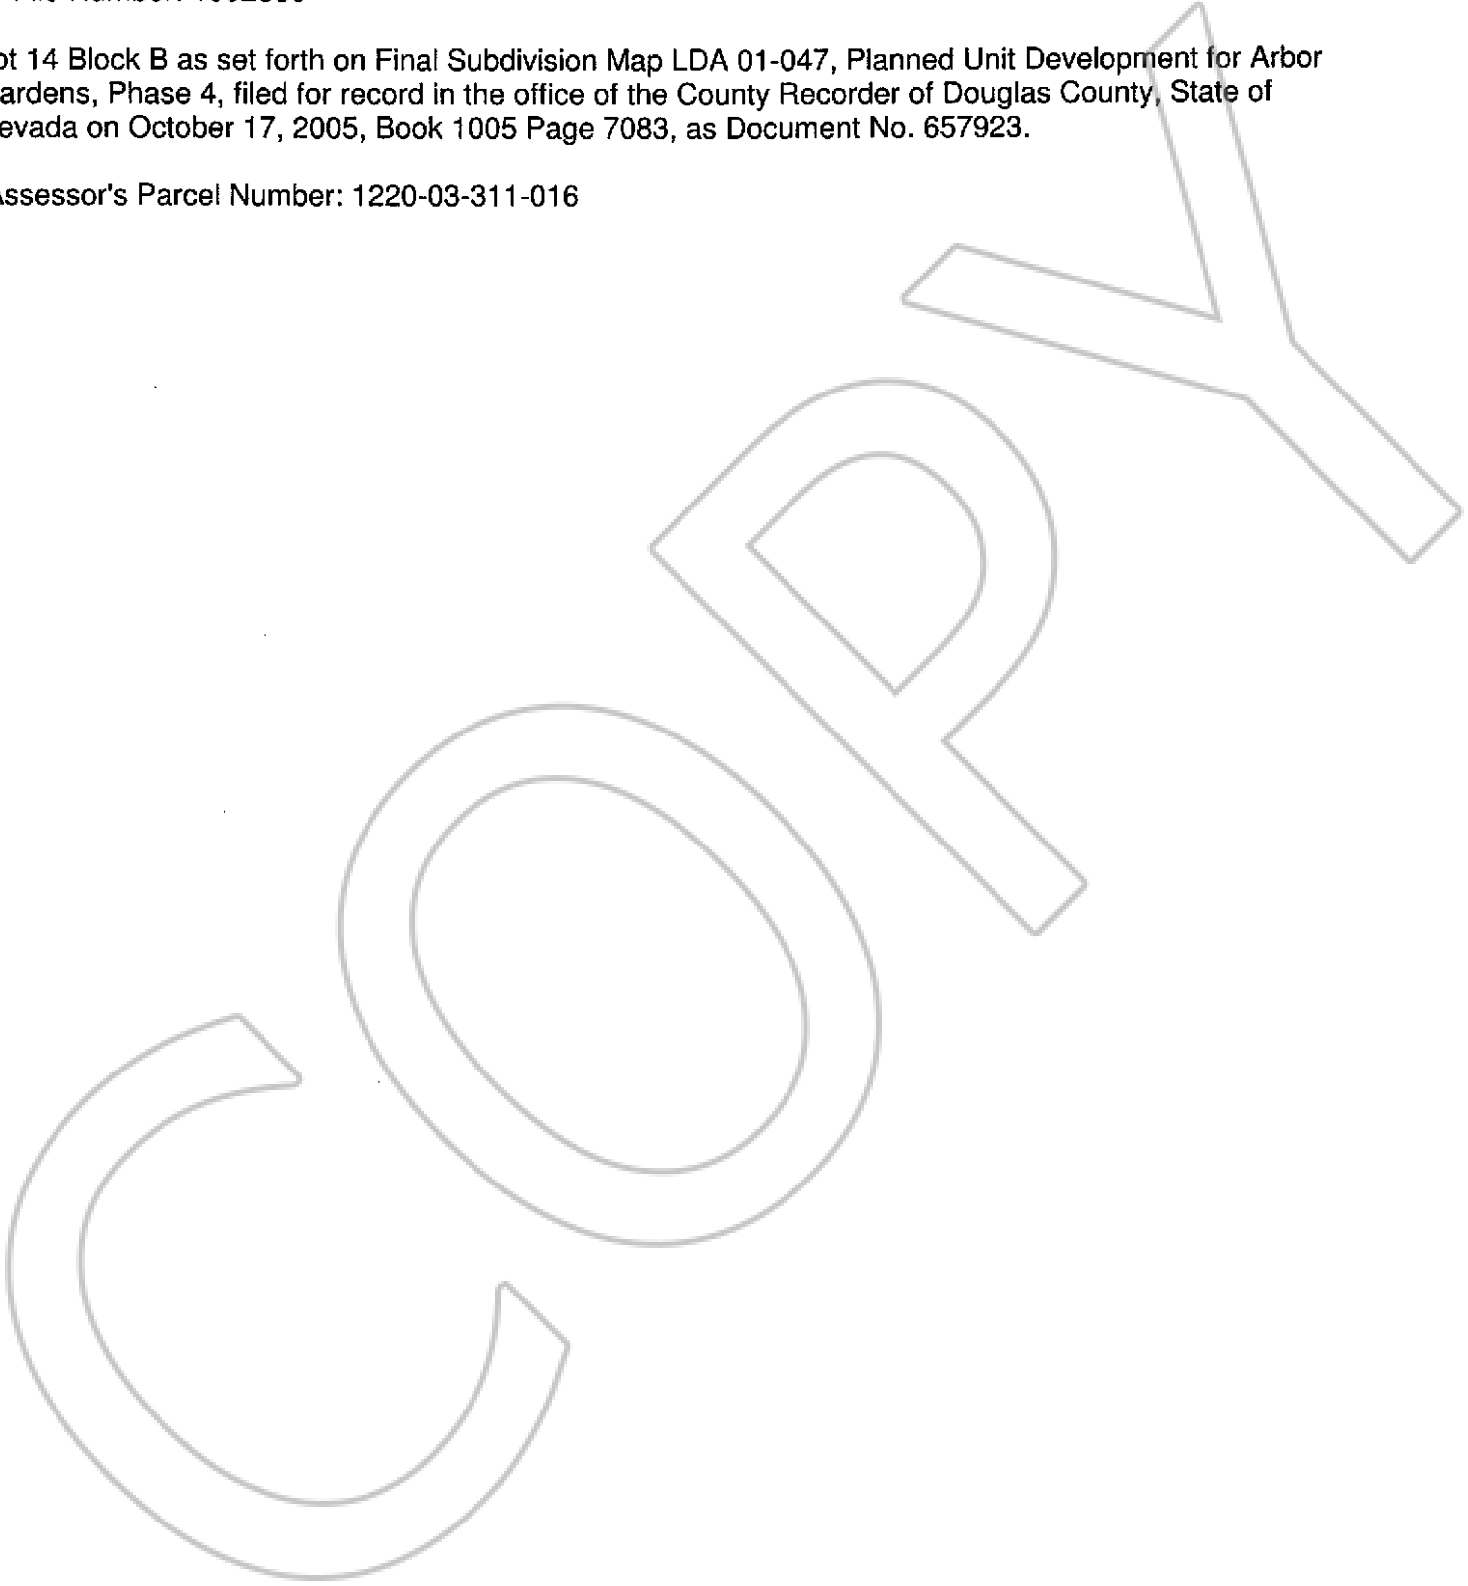 ot 14 Block B as set forth on Final Subdivision Map LDA 01-047, Planned Unit Development for Arbor
ardens, Phase 4, filed for record in the office of the County Recorder of Douglas County, State of
evada on October 17, 2005, Book 1005 Page 7083, as Document No. 657923.
Assessor's Parcel Number: 1220-03-311-016
COPY